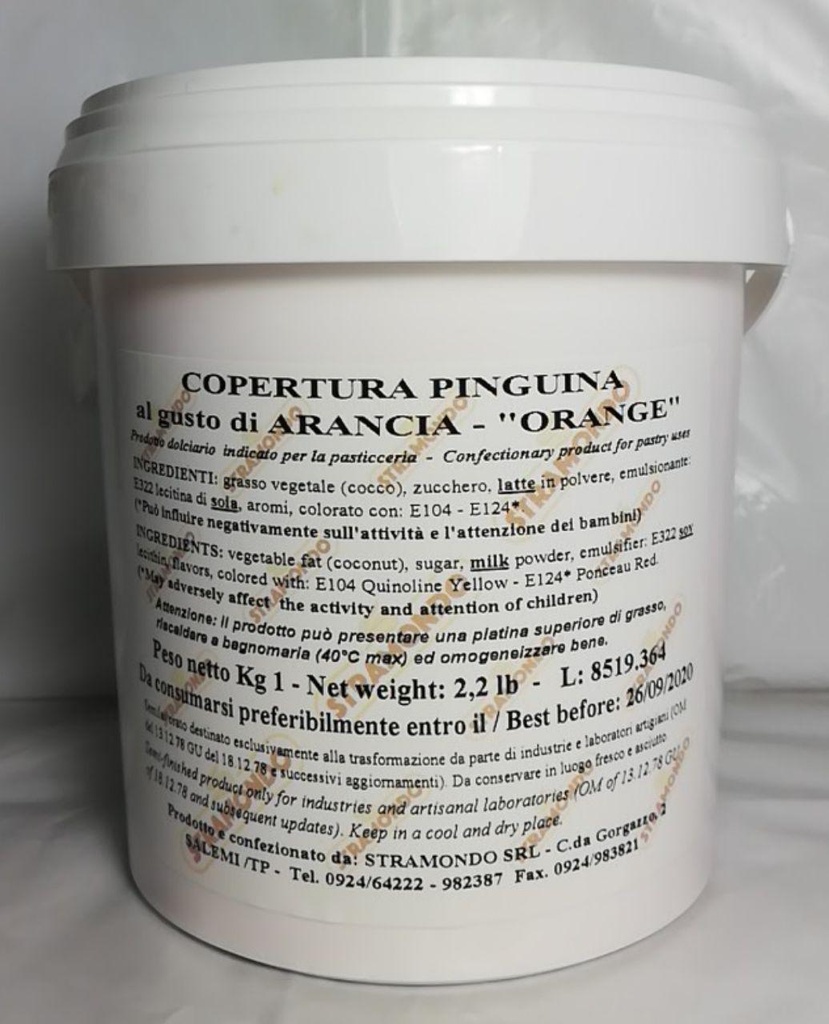 COPERTURA PINGUINA
al gusto di ARANCIA - "ORANGE"
Prodotto dolciario indicato per la pasticceria - Confectionary product for pastry uses
INGREDIENTI: grasso vegetale (cocco), zucchero, latte in polvere, emulsionante:
E322 lecitina di soia, aromi, colorato con: E104 - E124*
(*Può influire negativamente sull'attività e l'attenzione dei bambini)
INGREDIENTS: vegetable fat (coconut), sugar, milk powder, emulsifier: E322 soy
lecithin, flavors, colored with: E104 Quinoline Yellow - E124* Ponceau Red.
(*May adversely affect the activity and attention of children)
Attenzione: il prodotto può presentare una platina superiore di grasso,
riscaldare a bagnomaria (40°C max) ed omogeneizzare bene.
Peso netto Kg 1 - Net weight: 2,2 lb - L: 8519.364
Da consumarsi preferibilmente entro il / Best before: 26/09/2020
Semilavorato destinato esclusivamente alla trasformazione da parte di industrie e laboratori artigiani (OM
del 13.12.78 GU del 18.12.78 e successivi aggiornamenti). Da conservare in luogo fresco e asciutto
Semi-finished product only for industries and artisanal laboratories (OM of 13.12.78 GU
of 18.12.78 and subsequent updates). Keep in a cool and dry place.
Prodotto e confezionato da: STRAMONDO SRL - C.da Gorgazzo, 2
SALEMI /TP - Tel. 0924/64222 - 982387 Fax. 0924/983821